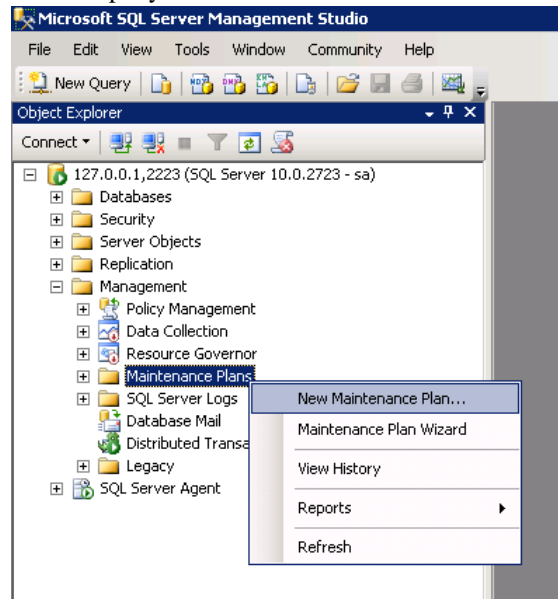 Microsoft SQL Server Management Studio
File Edit View Tools Window Community Help
New Query
Object Explorer
Connect
127.0.0.1,2223 (SQL Server 10.0.2723 - sa)
Databases
Security
Server Objects
Replication
Management
Policy Management
Data Collection
Resource Governor
Maintenance Plans
SQL Server Logs
Database Mail
Distributed Transa
Legacy
SQL Server Agent
New Maintenance Plan...
Maintenance Plan Wizard
View History
Reports
Refresh